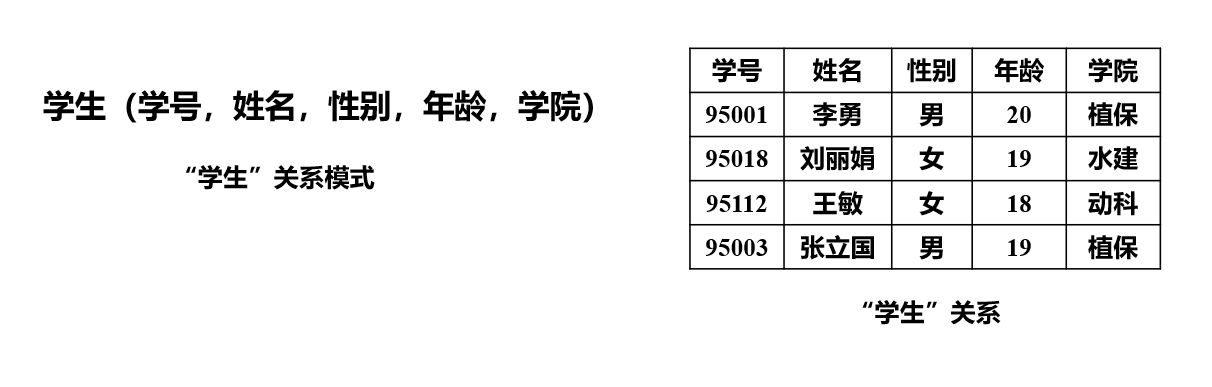 学生（学号，姓名，性别，年龄，学院）
“学生”关系模式
学号 姓名 性别 年龄 学院
95001 李勇 男 20 植保
95018 刘丽娟 女 19 水建
95112 王敏 女 18 动科
95003 张立国 男 19 植保
“学生”关系